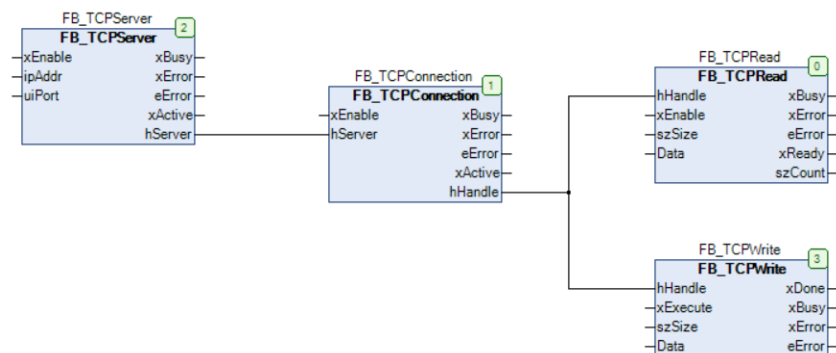 FB_TCPServer
2
FB_TCPServer
xEnable xBusy
ipAddr xError
uiPort eError
xActive
hServer
FB_TCPConnection
1
FB_TCPConnection
xEnable xBusy
hServer xError
eError
xActive
hHandle
FB_TCPRead
0
FB_TCPRead
hHandle xBusy
xEnable xError
szSize eError
Data xReady
szCount
FB_TCPWrite
3
FB_TCPWrite
hHandle xDone
xExecute xBusy
szSize xError
Data eError